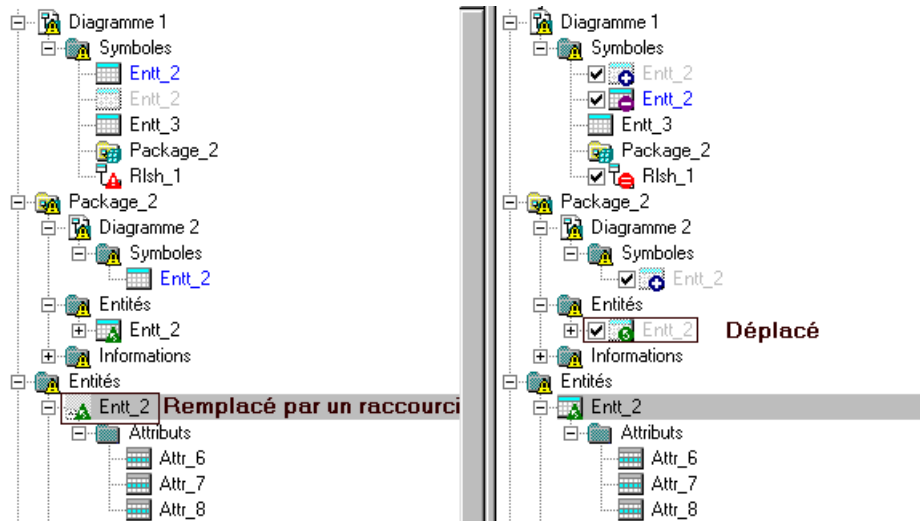 Diagramme 1
Symboles
Entt_2
Entt_2
Entt_3
Package_2
Rlsh_1
Package_2
Diagramme 2
Symboles
Entt_2
Entités
Entt_2
Informations
Entités
Entt_2 Remplacé par un raccourci
Attributs
Attr_6
Attr_7
Attr_8
Diagramme 1
Symboles
Entt_2
Entt_2
Entt_3
Package_2
Rlsh_1
Package_2
Diagramme 2
Symboles
Entt_2
Entités
Entt_2 Déplacé
Informations
Entités
Entt_2
Attributs
Attr_6
Attr_7
Attr_8